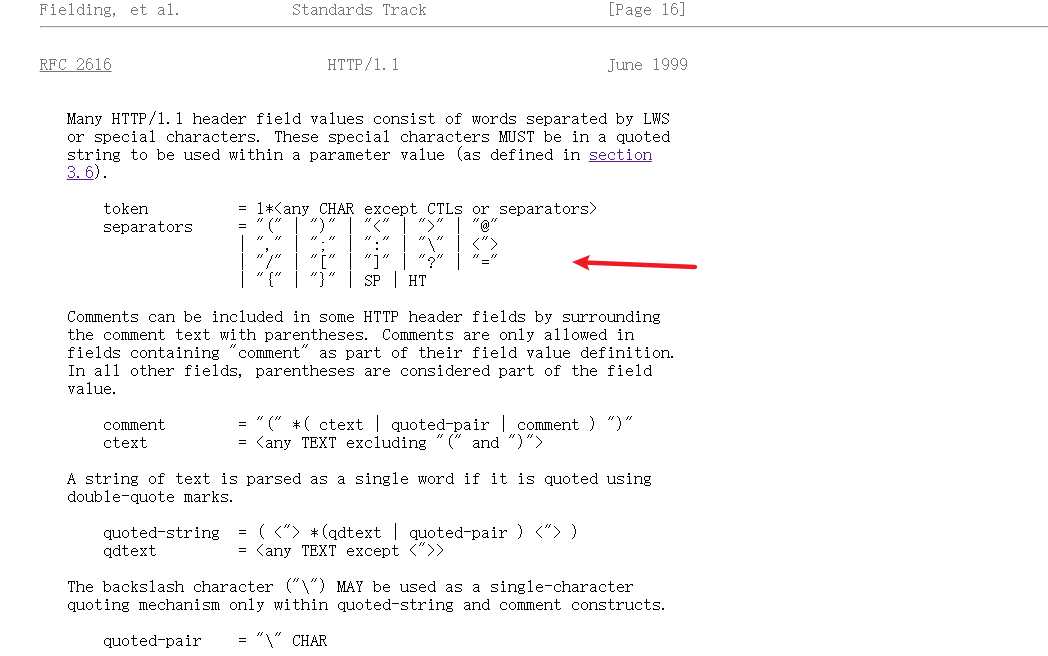 Fielding, et al. Standards Track [Page 16]
RFC 2616 HTTP/1.1 June 1999
Many HTTP/1.1 header field values consist of words separated by LWS
or special characters. These special characters MUST be in a quoted
string to be used within a parameter value (as defined in section
3.6).
token = 1*<any CHAR except CTLs or separators>
separators = "(" | ")" | "<" | ">" | "@"
| "," | ";" | ":" | "\" | <">
| "/" | "[" | "]" | "?" | "="
| "{" | "}" | SP | HT
Comments can be included in some HTTP header fields by surrounding
the comment text with parentheses. Comments are only allowed in
fields containing "comment" as part of their field value definition.
In all other fields, parentheses are considered part of the field
value.
comment = "(" *( ctext | quoted-pair | comment ) ")"
ctext = <any TEXT excluding "(" and ")">
A string of text is parsed as a single word if it is quoted using
double-quote marks.
quoted-string = ( <"> *(qdtext | quoted-pair ) <"> )
qdtext = <any TEXT except <">>
The backslash character ("\") MAY be used as a single-character
quoting mechanism only within quoted-string and comment constructs.
quoted-pair = "\" CHAR